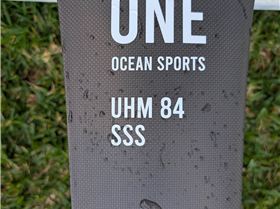 ONE
OCEAN SPORTS
UHM 84
SSS